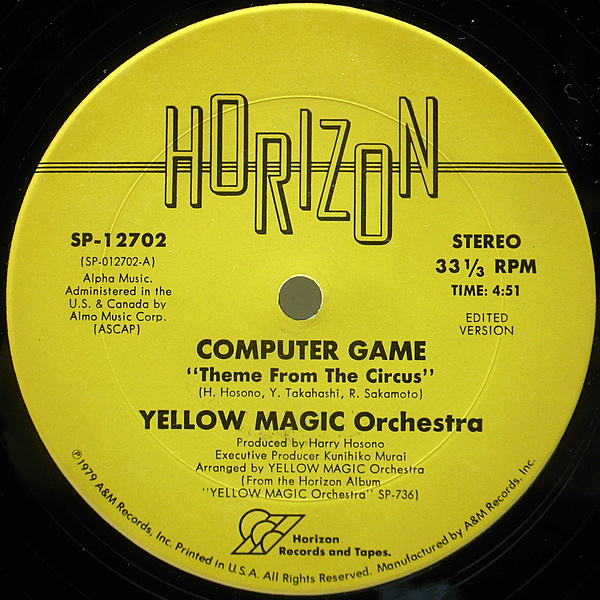 HORIZON
SP-12702
(SP-012702-A)
Alpha Music.
Administered in the
U.S. & Canada by
Almo Music Corp.
(ASCAP)
STEREO
33 1/3 RPM
TIME: 4:51
EDITED
VERSION
COMPUTER GAME
"Theme From The Circus"
(H. Hosono, Y. Takahashi, R. Sakamoto)
YELLOW MAGIC Orchestra
Produced by Harry Hosono
Executive Producer Kunihiko Murai
Arranged by YELLOW MAGIC Orchestra
(From the Horizon Album
"YELLOW MAGIC Orchestra" SP-736)
Horizon
Records and Tapes.
℗1979 A&M Records, Inc. Printed in U.S.A. All Rights Reserved. Manufactured by A&M Records, Inc.